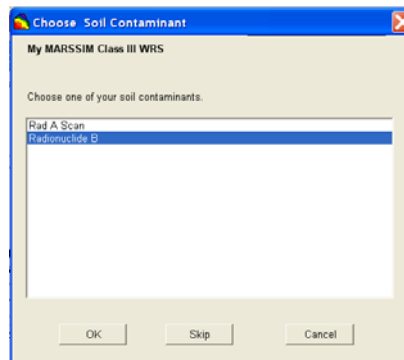 Choose Soil Contaminant
My MARSSIM Class III WRS
Choose one of your soil contaminants.
Rad A Scan
Radionuclide B
OK Skip Cancel